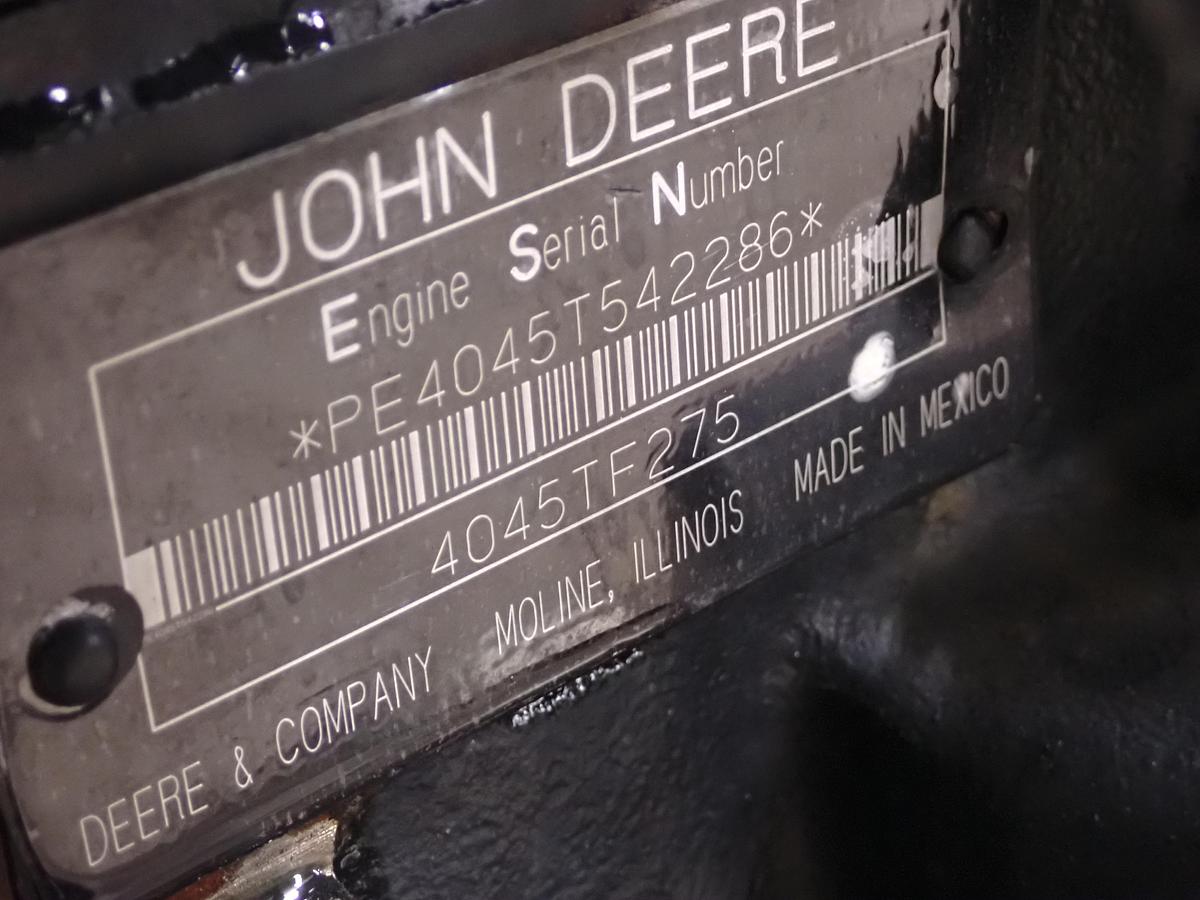 JOHN DEERE
Engine Serial Number
*PE4045T542286*
4045TF275
DEERE & COMPANY MOLINE, ILLINOIS MADE IN MEXICO